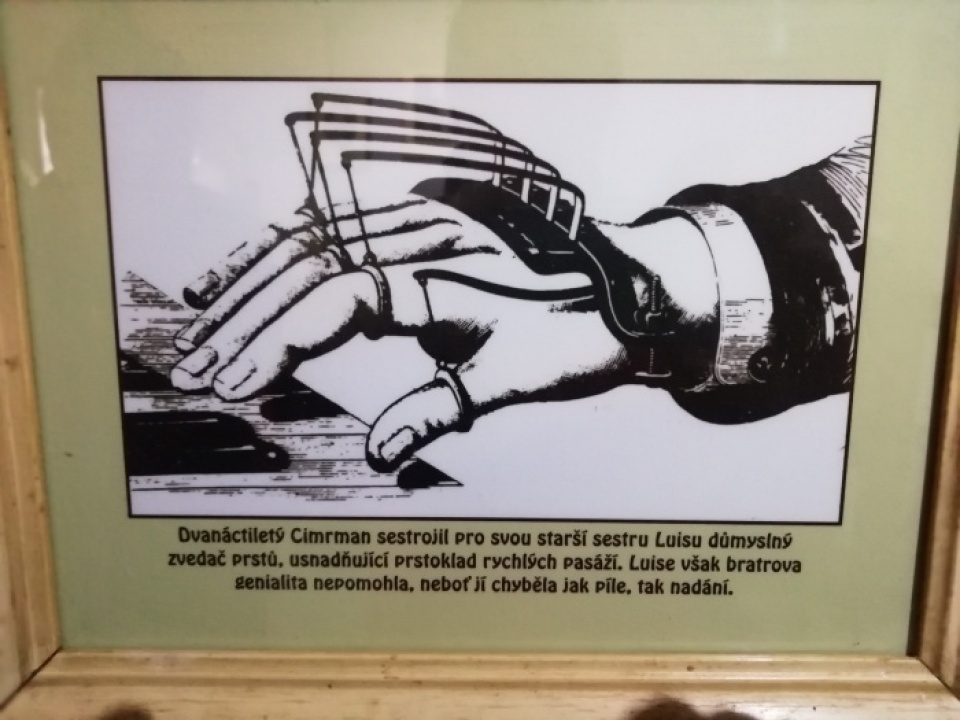 Dvanáctiletý Cimrman sestrojil pro svou starší sestru Luisu důmyslný
zvedač prstů, usnadňující prstoklad rychlých pasáží. Luise však bratrova
genialita nepomohla, neboť jí chyběla jak píle, tak nadání.